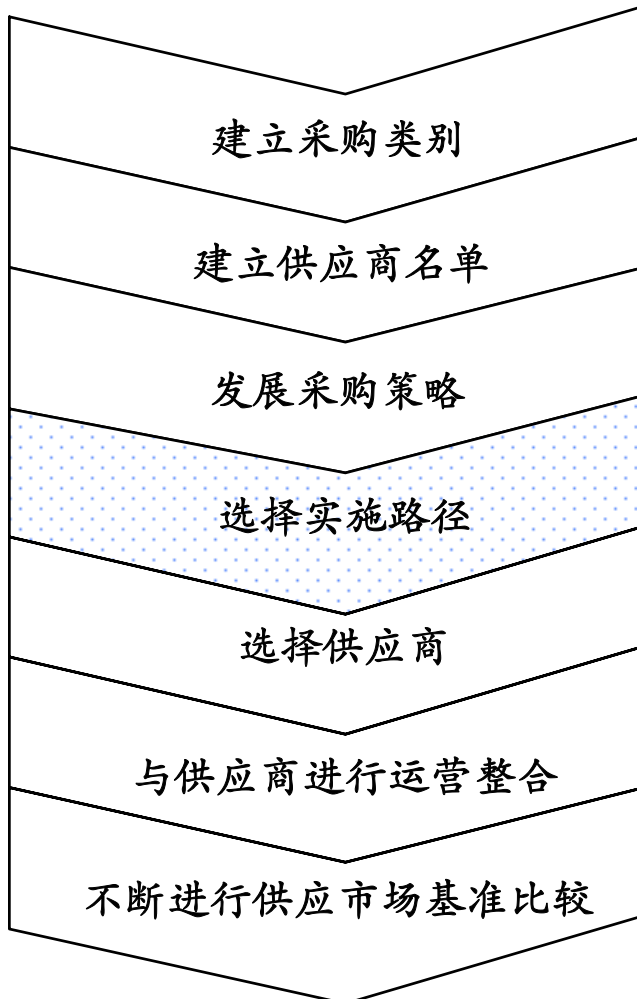 建立采购类别
建立供应商名单
发展采购策略
选择实施路径
选择供应商
与供应商进行运营整合
不断进行供应市场基准比较